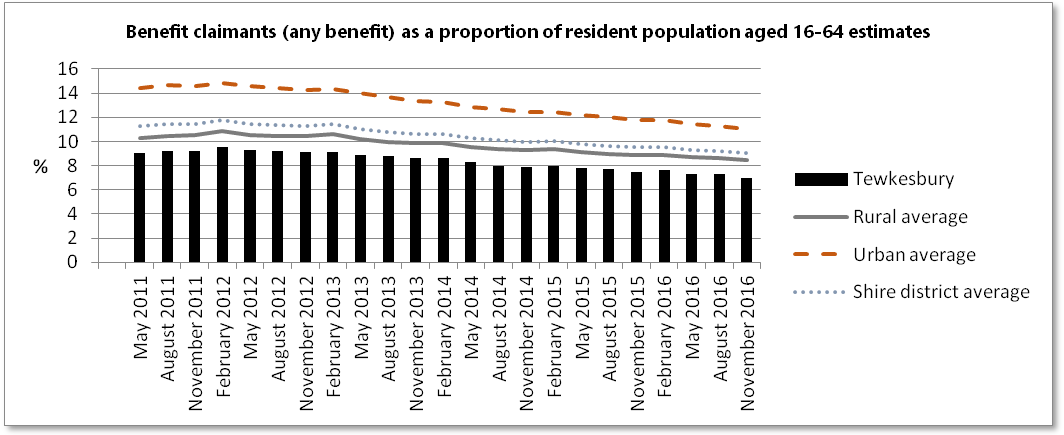 Benefit claimants (any benefit) as a proportion of resident population aged 16-64 estimates
16
14
12
10
8
6
4
2
0
%
May 2011
August 2011
November 2011
February 2012
May 2012
August 2012
November 2012
February 2013
May 2013
August 2013
November 2013
February 2014
May 2014
August 2014
November 2014
February 2015
May 2015
August 2015
November 2015
February 2016
May 2016
August 2016
November 2016
Tewkesbury
Rural average
Urban average
Shire district average